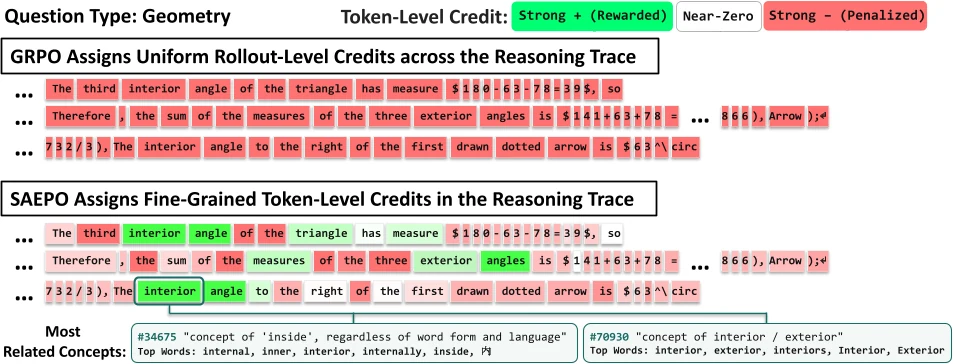 Question Type: Geometry
Token-Level Credit: Strong + (Rewarded) Near-Zero Strong – (Penalized)
GRPO Assigns Uniform Rollout-Level Credits across the Reasoning Trace
... The third interior angle of the triangle has measure $180-63-78=39$, so
... Therefore, the sum of the measures of the three exterior angles is $141+63+78 = ... 866), Arrow);↵
... 732/3), The interior angle to the right of the first drawn dotted arrow is $63^\circ
SAEPO Assigns Fine-Grained Token-Level Credits in the Reasoning Trace
... The third interior angle of the triangle has measure $180-63-78=39$, so
... Therefore, the sum of the measures of the three exterior angles is $141+63+78 = ... 866), Arrow);↵
... 732/3), The interior angle to the right of the first drawn dotted arrow is $63^\circ
Most
Related Concepts:
#34675 "concept of 'inside', regardless of word form and language"
Top Words: internal, inner, interior, internally, inside, 内
#70930 "concept of interior / exterior"
Top Words: interior, exterior, interiors, Interior, Exterior